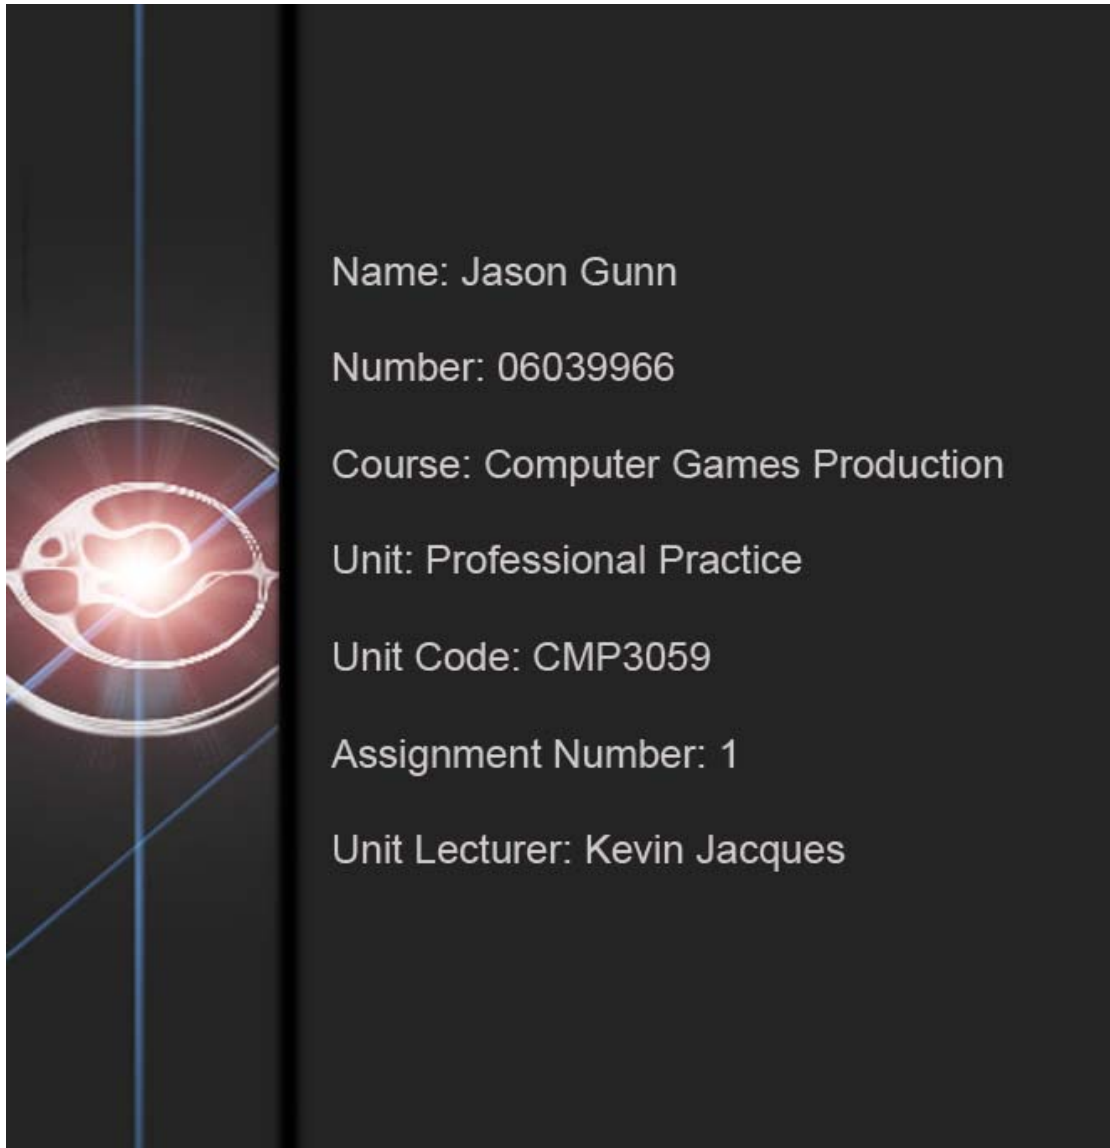 Name: Jason Gunn
Number: 06039966
Course: Computer Games Production
Unit: Professional Practice
Unit Code: CMP3059
Assignment Number: 1
Unit Lecturer: Kevin Jacques